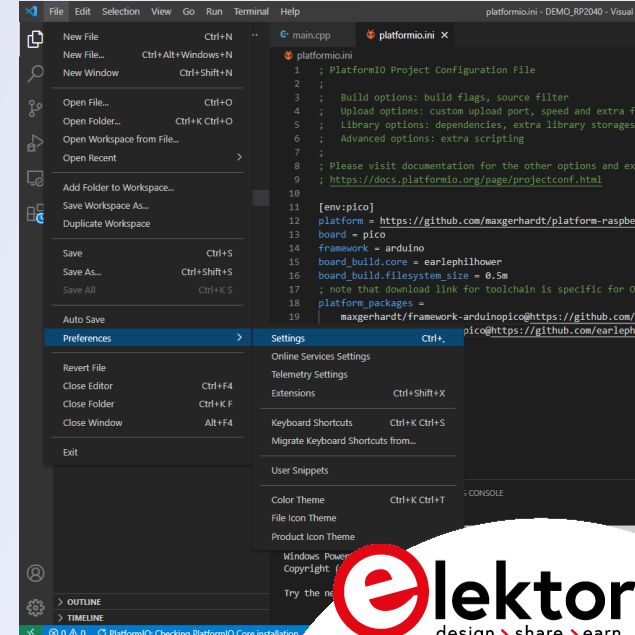 File Edit Selection View Go Run Terminal Help
platformio.ini - DEMO_RP2040 - Visual
New File Ctrl+N
New File... Ctrl+Alt+Windows+N
New Window Ctrl+Shift+N
Open File... Ctrl+O
Open Folder... Ctrl+K Ctrl+O
Open Workspace from File...
Open Recent
Add Folder to Workspace...
Save Workspace As...
Duplicate Workspace
Save Ctrl+S
Save As... Ctrl+Shift+S
Save All Ctrl+K S
Auto Save
Preferences
Revert File
Close Editor Ctrl+F4
Close Folder Ctrl+K F
Close Window Alt+F4
Exit
Settings Ctrl+,
Online Services Settings
Telemetry Settings
Extensions Ctrl+Shift+X
Keyboard Shortcuts Ctrl+K Ctrl+S
Migrate Keyboard Shortcuts from...
User Snippets
Color Theme Ctrl+K Ctrl+T
File Icon Theme
Product Icon Theme
main.cpp platformio.ini
platformio.ini
1 ; PlatformIO Project Configuration File
2 ;
3 ; Build options: build flags, source filter
4 ; Upload options: custom upload port, speed and extra f
5 ; Library options: dependencies, extra library storages
6 ; Advanced options: extra scripting
7 ;
8 ; Please visit documentation for the other options and ex
9 ; https://docs.platformio.org/page/projectconf.html
10
11 [env:pico]
12 platform = https://github.com/maxgerhardt/platform-raspbe
13 board = pico
14 framework = arduino
15 board_build.core = earlephilhower
16 board_build.filesystem_size = 0.5m
17 ; note that download link for toolchain is specific for O
18 platform_packages =
19 maxgerhardt/framework-arduinopico@https://github.com/
pico@https://github.com/earleph
CONSOLE
Windows Power
Copyright (
Try the ne
OUTLINE
TIMELINE
0 0 PlatformIO: Checking PlatformIO Core installation
elektor
design > share > earn